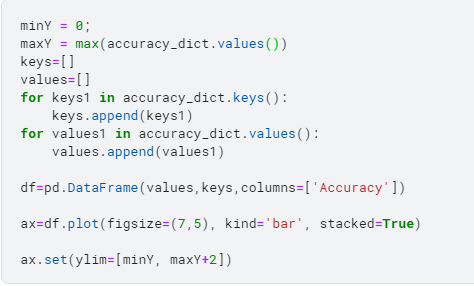 minY = 0;
maxY = max(accuracy_dict.values())
keys=[]
values=[]
for keys1 in accuracy_dict.keys():
    keys.append(keys1)
for values1 in accuracy_dict.values():
    values.append(values1)
df=pd.DataFrame(values,keys,columns=['Accuracy'])
ax=df.plot(figsize=(7,5), kind='bar', stacked=True)
ax.set(ylim=[minY, maxY+2])